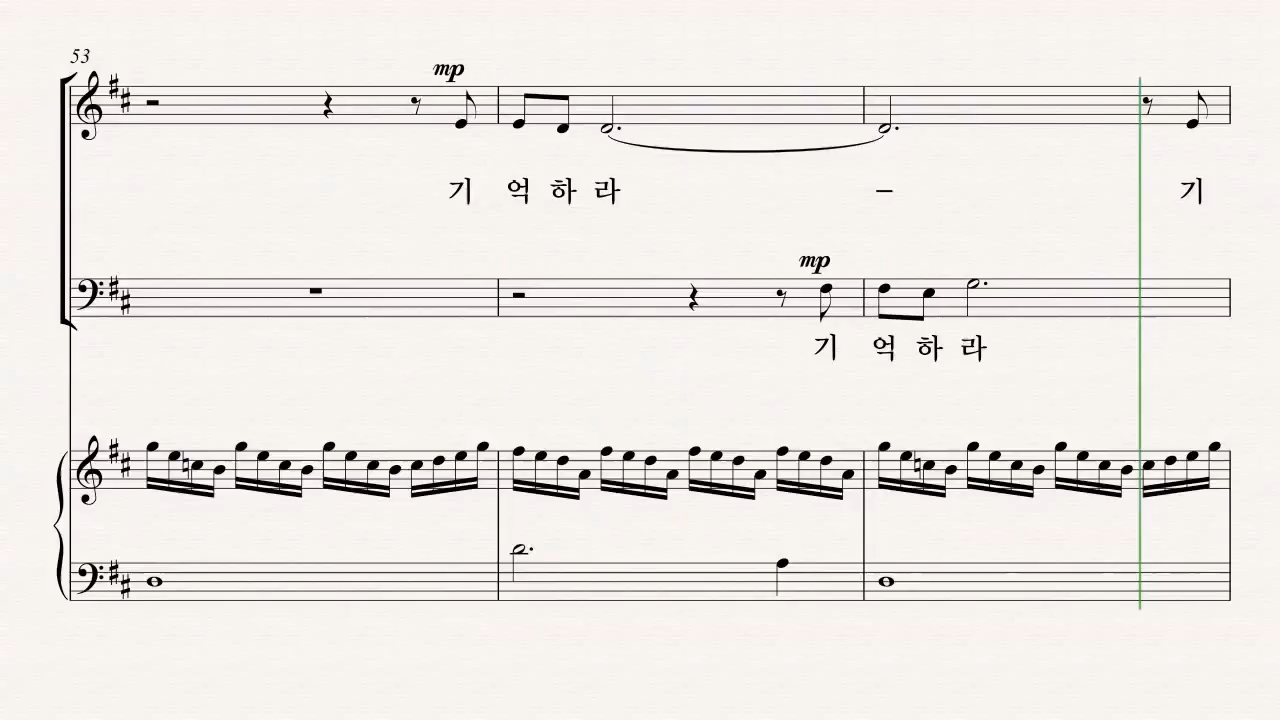 53
mp
기 억 하 라 – 기
mp
기 억 하 라